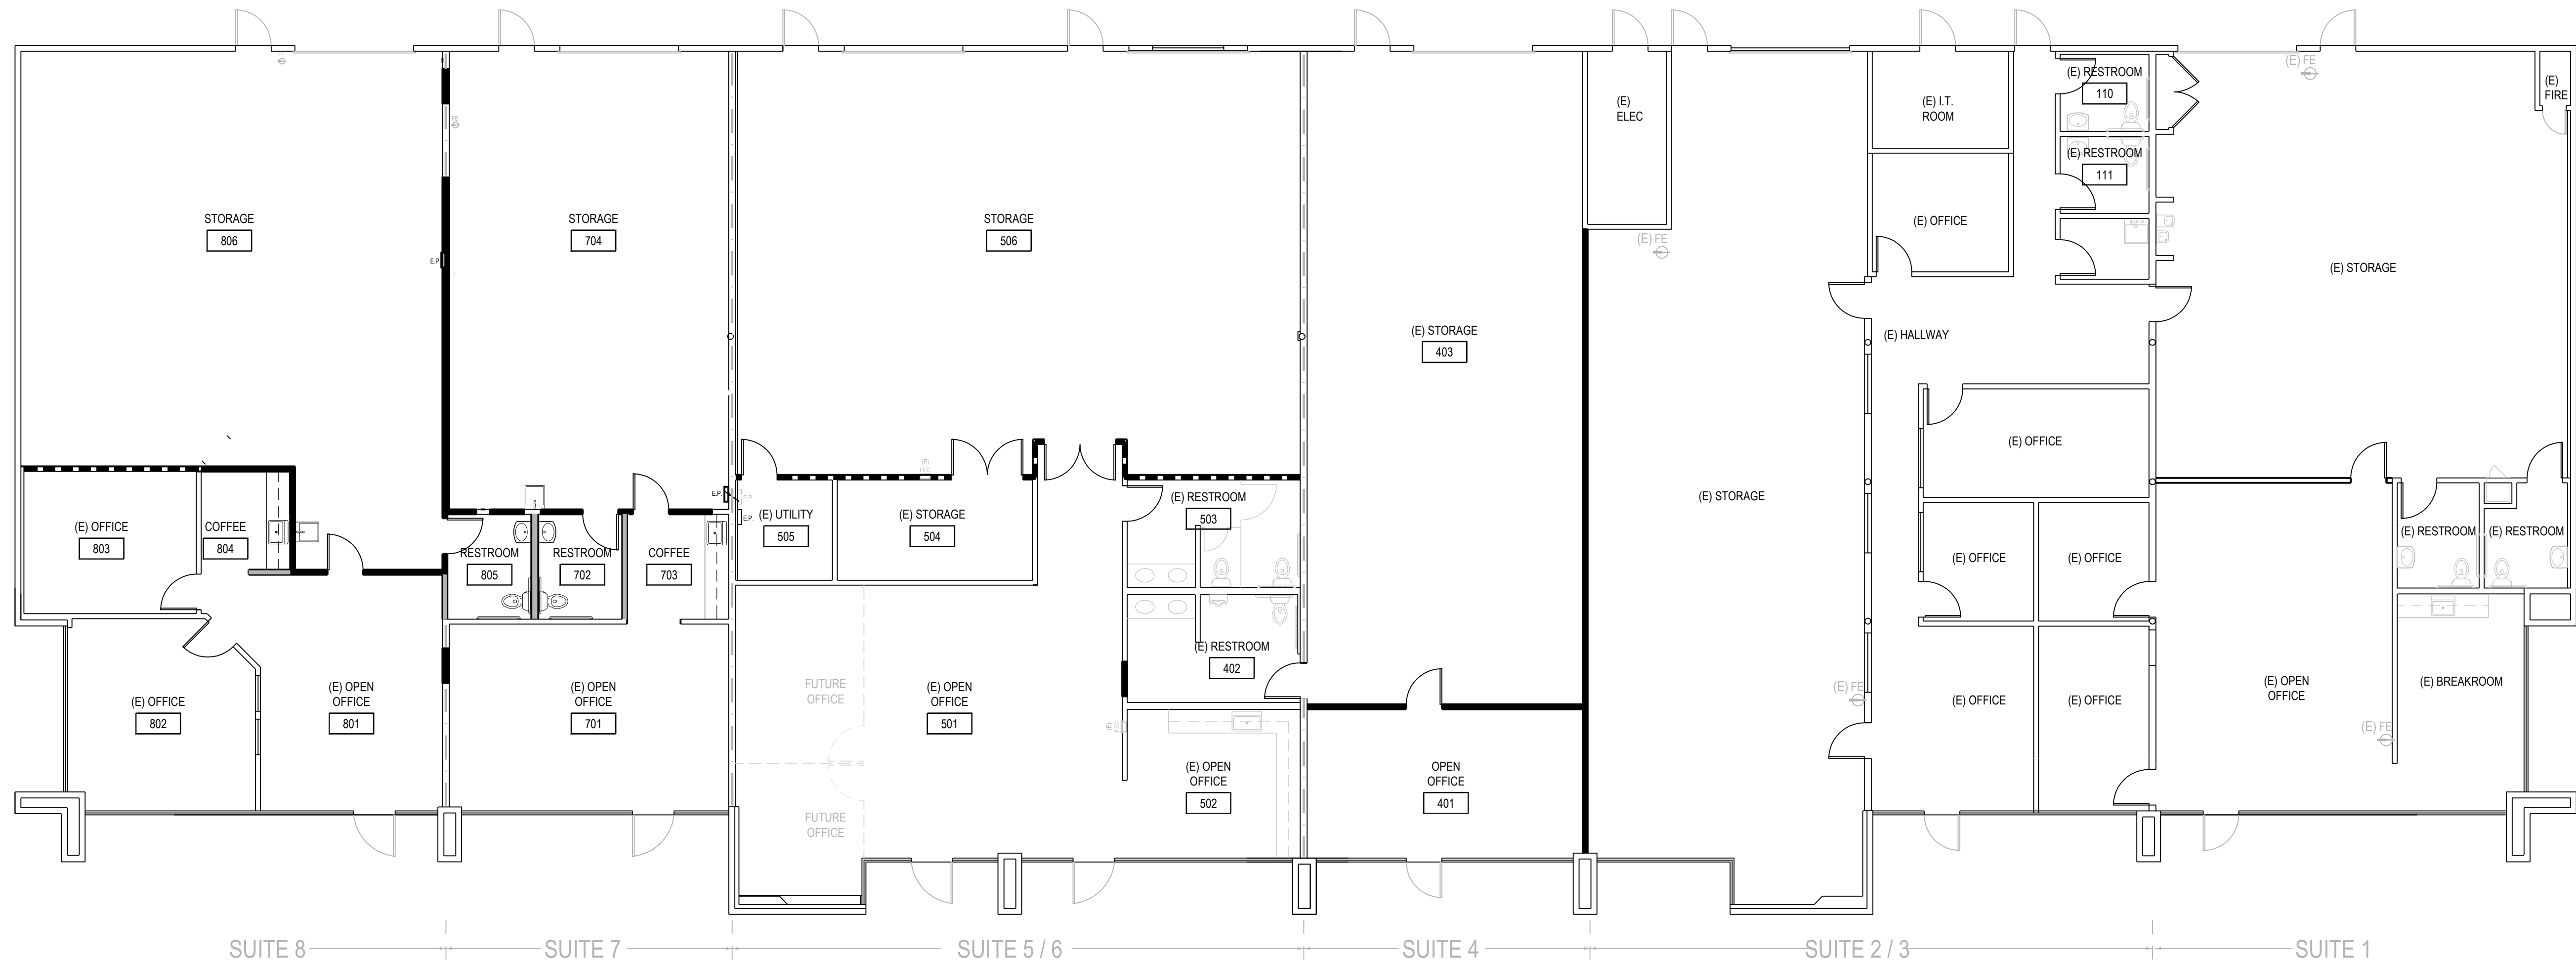 (E) FE
(E) RESTROOM
110
(E)
FIRE
(E)
ELEC
(E) I.T.
ROOM
FE
(E) RESTROOM
111
STORAGE
806
STORAGE
704
STORAGE
506
(E) OFFICE
(E) FE
E.P.
(E) STORAGE
(E) STORAGE
403
(E) HALLWAY
(E) OFFICE
(E)
FEC
E.P.
E.P.
E.P.
(E) RESTROOM
503
(E) STORAGE
(E) OFFICE
803
COFFEE
804
(E) UTILITY
505
(E) STORAGE
504
(E) RESTROOM
(E) RESTROOM
RESTROOM
805
RESTROOM
702
COFFEE
703
(E) OFFICE
(E) OFFICE
(E) RESTROOM
402
(E) OFFICE
802
(E) OPEN
OFFICE
801
(E) OPEN
OFFICE
701
FUTURE
OFFICE
(E) OPEN
OFFICE
501
(E) FE
(E) OFFICE
(E) OFFICE
(E) OPEN
OFFICE
(E) BREAKROOM
(E) FE
(E) OPEN
OFFICE
502
OPEN
OFFICE
401
FUTURE
OFFICE
SUITE 8
SUITE 7
SUITE 5 / 6
SUITE 4
SUITE 2 / 3
SUITE 1